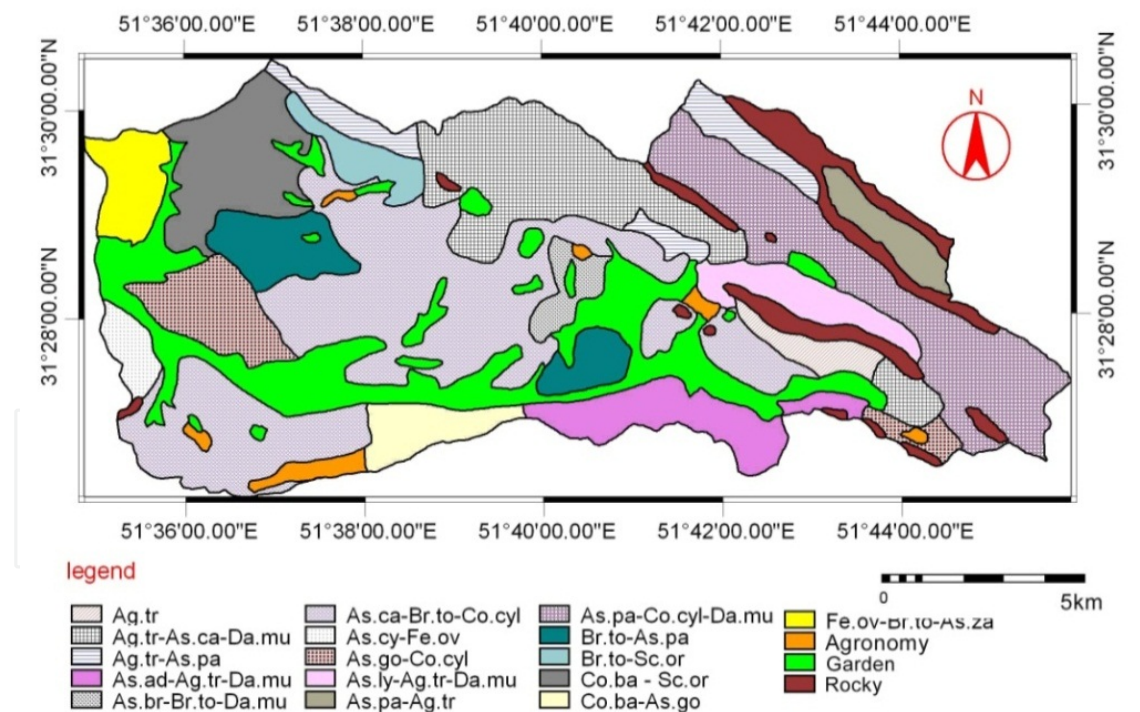 51°36'00.00"E 51°38'00.00"E 51°40'00.00"E 51°42'00.00"E 51°44'00.00"E
31°30'00.00"N
31°28'00.00"N
N
31°30'00.00"N
31°28'00.00"N
51°36'00.00"E 51°38'00.00"E 51°40'00.00"E 51°42'00.00"E 51°44'00.00"E
legend
Ag.tr
Ag.tr-As.ca-Da.mu
Ag.tr-As.pa
As.ad-Ag.tr-Da.mu
As.br-Br.to-Da.mu
As.ca-Br.to-Co.cyl
As.cy-Fe.ov
As.go-Co.cyl
As.ly-Ag.tr-Da.mu
As.pa-Ag.tr
As.pa-Co.cyl-Da.mu
Br.to-As.pa
Br.to-Sc.or
Co.ba - Sc.or
Co.ba-As.go
Fe.ov-Br.to-As.za
Agronomy
Garden
Rocky
0 5km